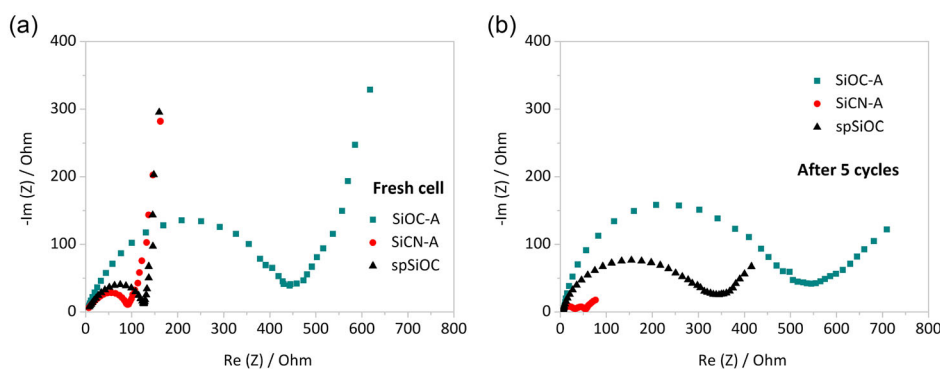 (a)
400
300
200
100
0
-Im (Z) / Ohm
0 100 200 300 400 500 600 700 800
Re (Z) / Ohm
Fresh cell
SiOC-A
SiCN-A
spSiOC
(b)
400
300
200
100
0
-Im (Z) / Ohm
0 100 200 300 400 500 600 700 800
Re (Z) / Ohm
SiOC-A
SiCN-A
spSiOC
After 5 cycles